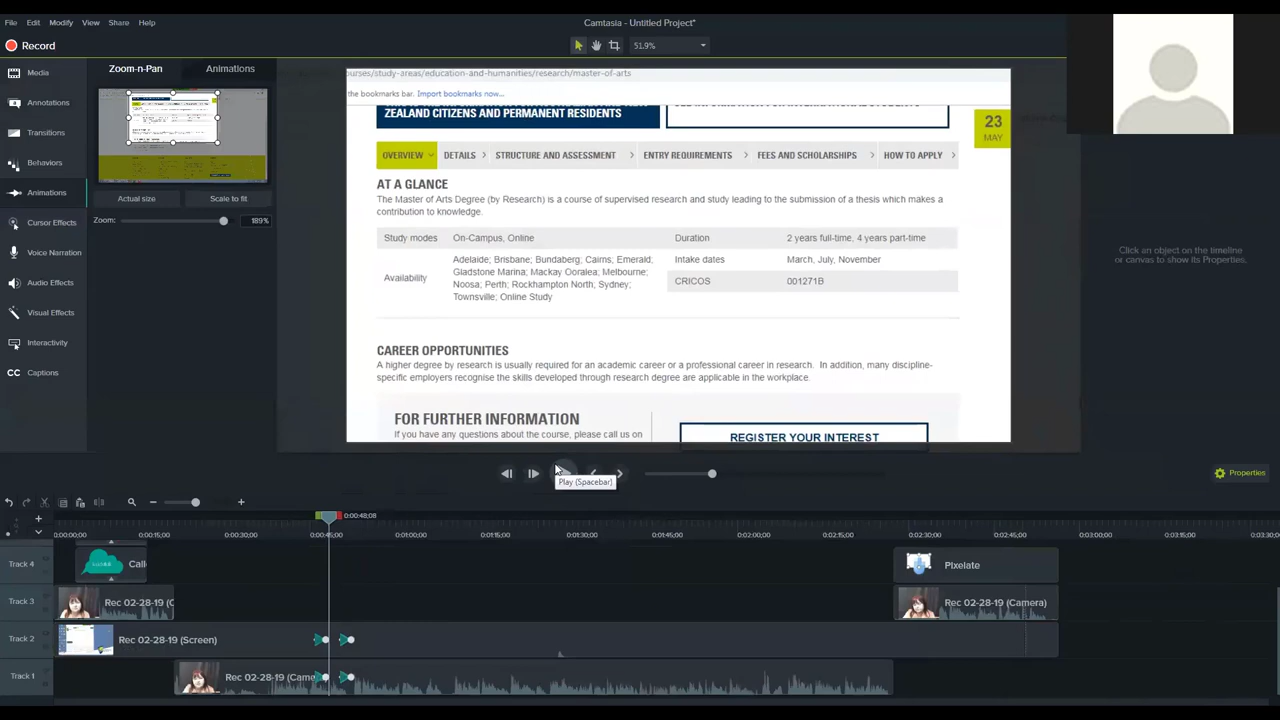 File Edit Modify View Share Help
Camtasia - Untitled Project*
Record
51.9%
Media
Annotations
Transitions
Behaviors
Animations
Cursor Effects
Voice Narration
Audio Effects
Visual Effects
Interactivity
CC Captions
Zoom-n-Pan Animations
Actual size Scale to fit
Zoom: 189%
courses/study-areas/education-and-humanities/research/master-of-arts
the bookmarks bar. Import bookmarks now...
ZEALAND CITIZENS AND PERMANENT RESIDENTS
23
MAY
OVERVIEW DETAILS STRUCTURE AND ASSESSMENT ENTRY REQUIREMENTS FEES AND SCHOLARSHIPS HOW TO APPLY
AT A GLANCE
The Master of Arts Degree (by Research) is a course of supervised research and study leading to the submission of a thesis which makes a
contribution to knowledge.
Study modes On-Campus, Online Duration 2 years full-time, 4 years part-time
Availability Adelaide; Brisbane; Bundaberg; Cairns; Emerald,
Gladstone Marina; Mackay Ooralea; Melbourne;
Noosa; Perth; Rockhampton North; Sydney;
Townsville; Online Study
Intake dates March, July, November
CRICOS 001271B
CAREER OPPORTUNITIES
A higher degree by research is usually required for an academic career or a professional career in research. In addition, many discipline-
specific employers recognise the skills developed through research degree are applicable in the workplace.
FOR FURTHER INFORMATION
If you have any questions about the course, please call us on
REGISTER YOUR INTEREST
Click an object on the timeline
or canvas to show its Properties.
Play (Spacebar)
Properties
0:00:48;08
0:00:00;00 0:00:15;00 0:00:30;00 0:00:45;00 0:01:00;00 0:01:15;00 0:01:30;00 0:01:45;00 0:02:00;00 0:02:15;00 0:02:30;00 0:02:45;00 0:03:00;00 0:03:15;00 0:03:30;00
Track 4 Call Pixelate
Track 3 Rec 02-28-19 (C Rec 02-28-19 (Camera)
Track 2 Rec 02-28-19 (Screen)
Track 1 Rec 02-28-19 (Came